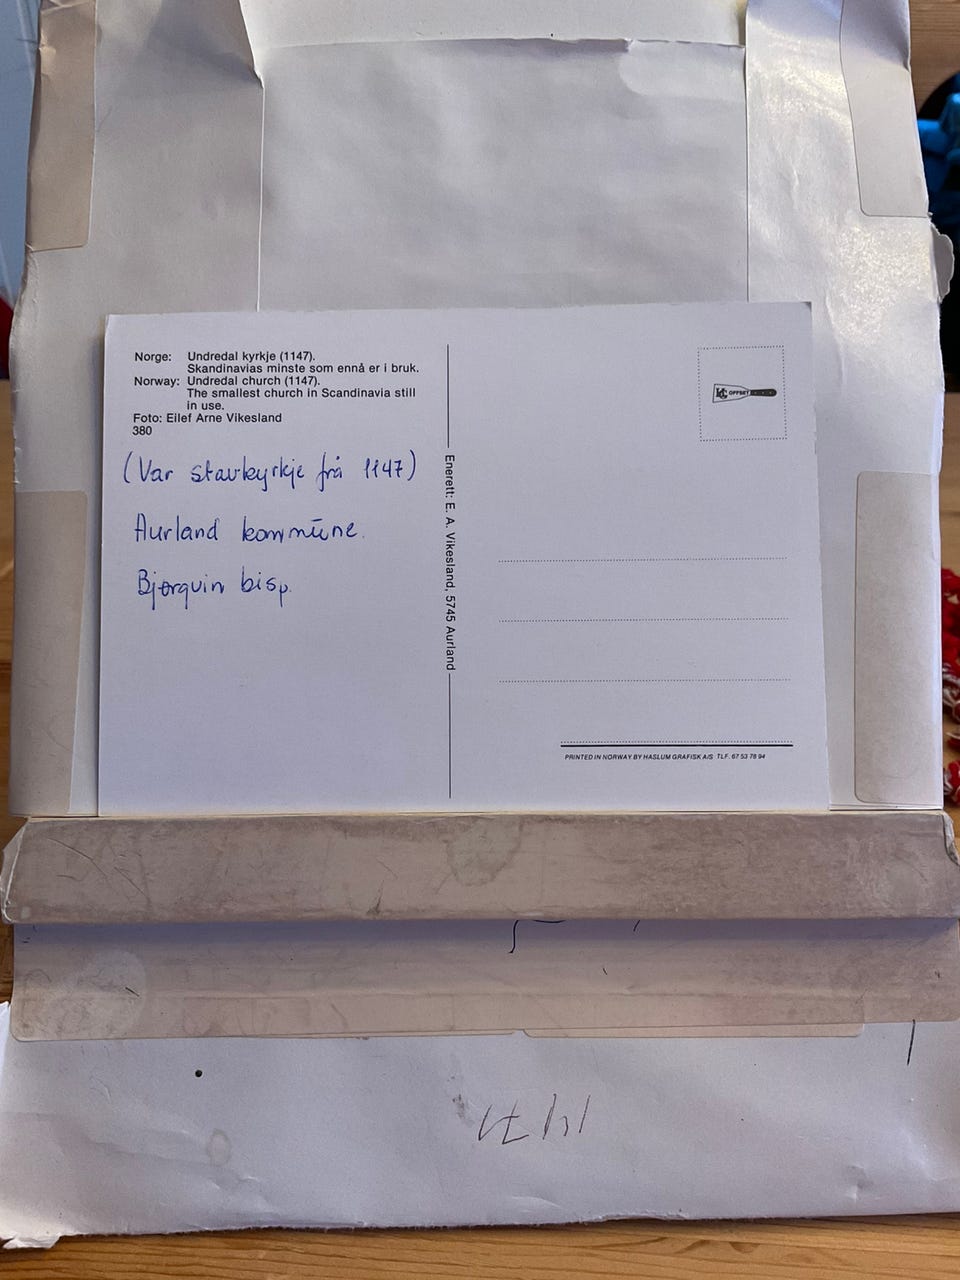 Norge: Undredal kyrkje (1147).
Skandinavias minste som ennå er i bruk.
Norway: Undredal church (1147).
The smallest church in Scandinavia still
in use.
Foto: Eilef Arne Vikesland
380
(Var stavkyrkje frå 1147)
Aurland kommune.
Bjørgvin bisp.
Enerett: E. A. Vikesland, 5745 Aurland
OFFSET
PRINTED IN NORWAY BY HASLUM GRAFISK A/S TLF. 67 53 78 94